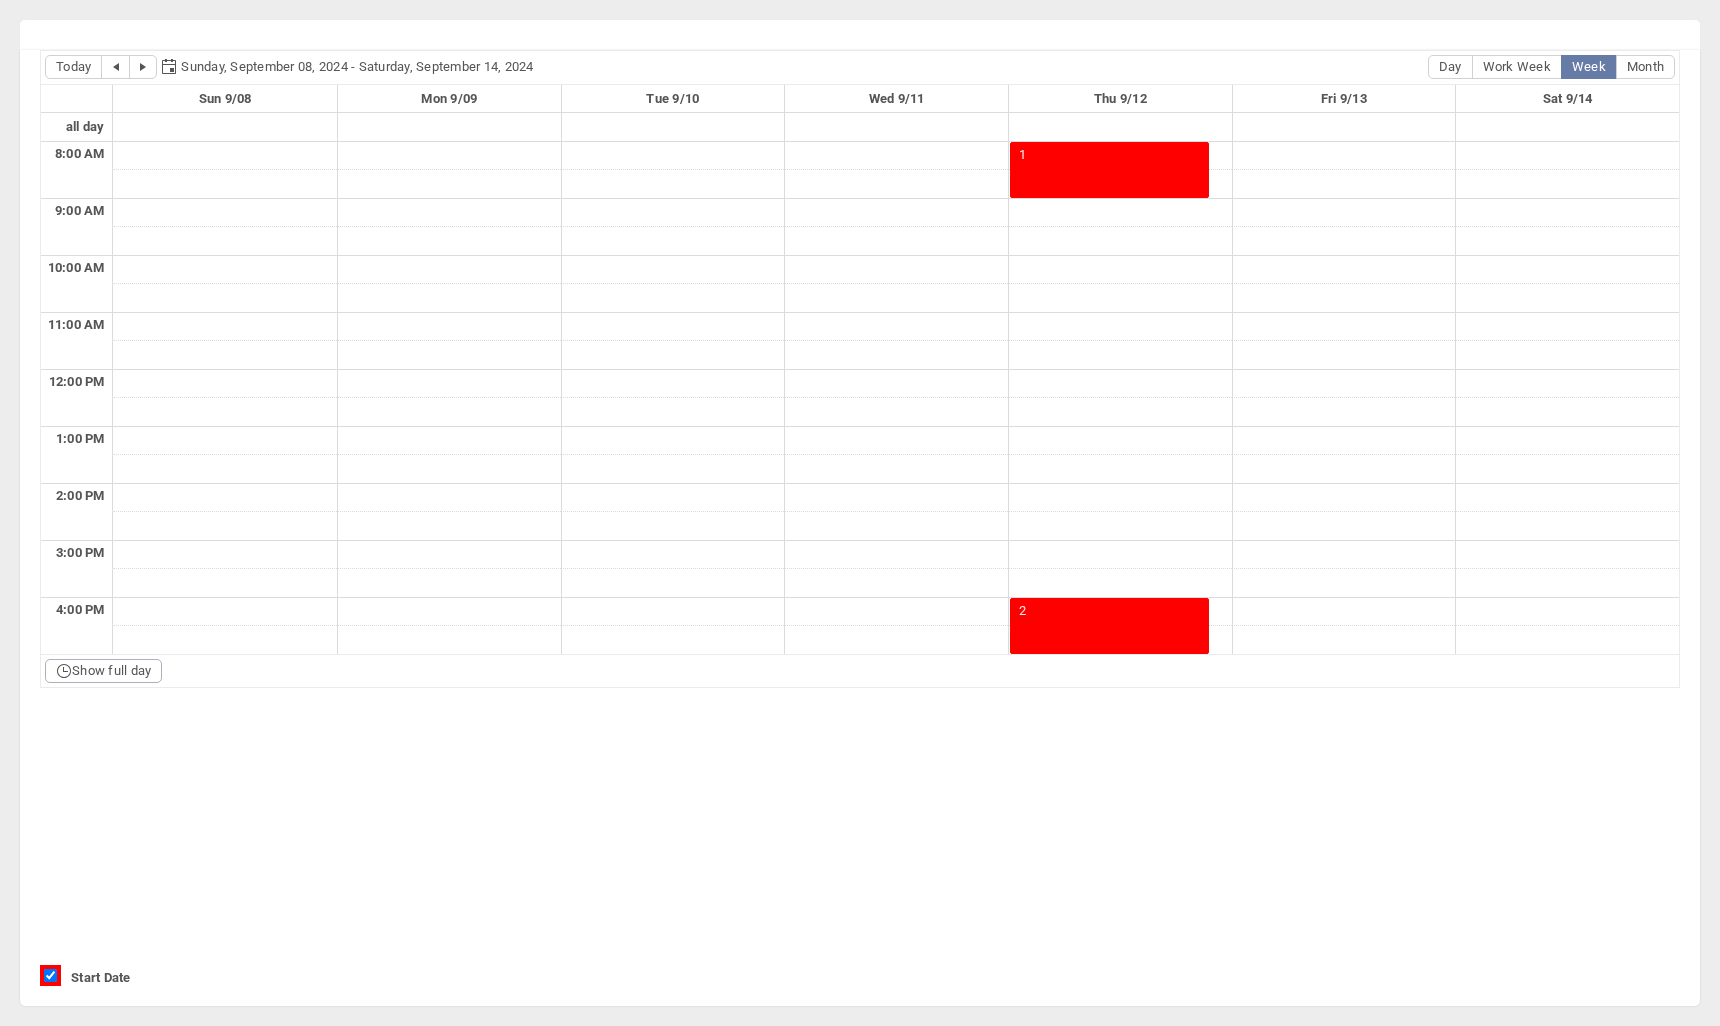 Today Sunday, September 08, 2024 - Saturday, September 14, 2024 Day Work Week Week Month
Sun 9/08 Mon 9/09 Tue 9/10 Wed 9/11 Thu 9/12 Fri 9/13 Sat 9/14
all day
8:00 AM 1
9:00 AM
10:00 AM
11:00 AM
12:00 PM
1:00 PM
2:00 PM
3:00 PM
4:00 PM 2
Show full day
Start Date